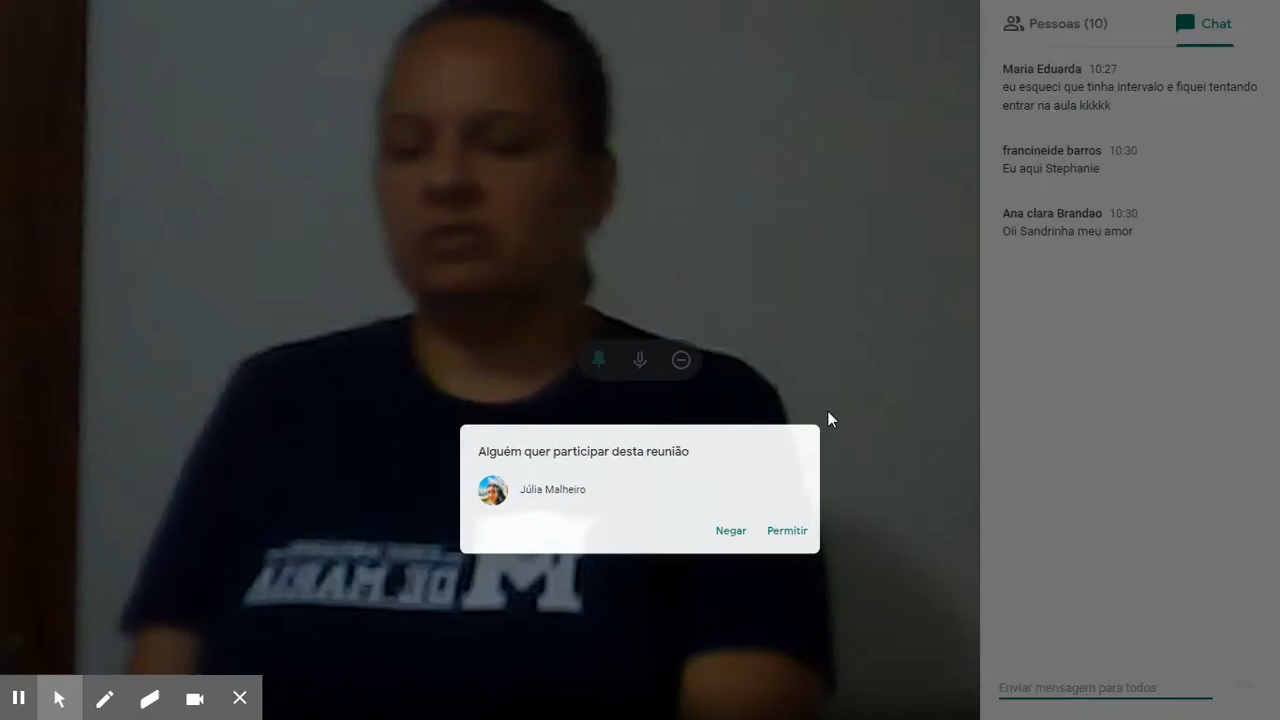 Pessoas (10)
Chat
Maria Eduarda 10:27
eu esqueci que tinha intervalo e fiquei tentando
entrar na aula kkkkk
francineide barros 10:30
Eu aqui Stephanie
Ana clara Brandao 10:30
Oii Sandrinha meu amor
Alguém quer participar desta reunião
Júlia Malheiro
Negar Permitir
DE MARIA M
Enviar mensagem para todos